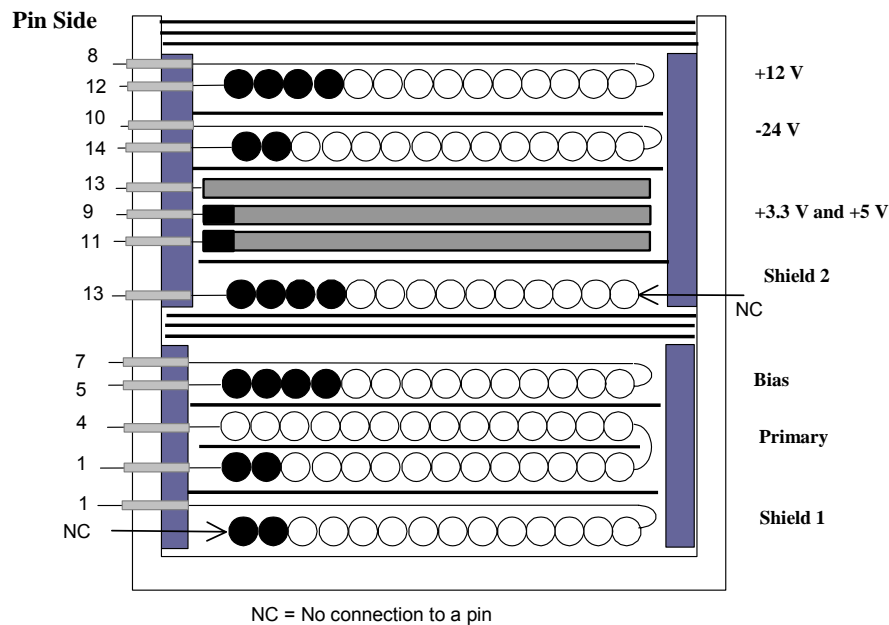 Pin Side
8
12
+12 V
10
14
-24 V
13
9
11
+3.3 V and +5 V
Shield 2
13
NC
7
5
Bias
4
Primary
1
1
NC
Shield 1
NC = No connection to a pin